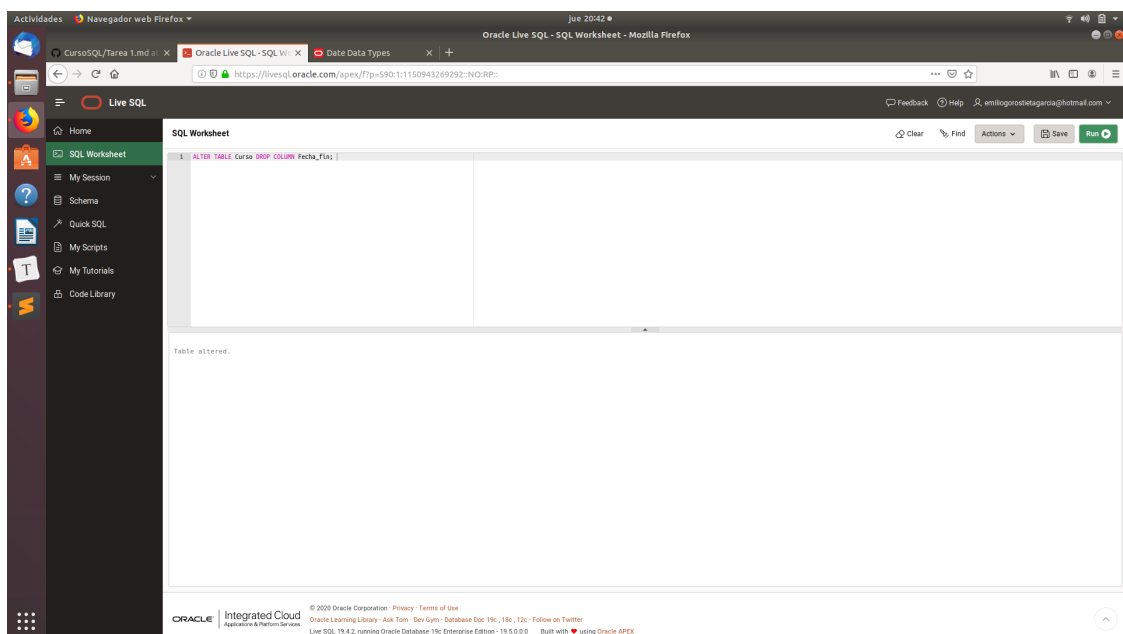 Actividades Navegador web Firefox
jue 20:42
Oracle Live SQL - SQL Worksheet - Mozilla Firefox
CursoSQL/Tarea 1.md at
Oracle Live SQL - SQL Wo
Date Data Types
https://livesql.oracle.com/apex/f?p=590:1:1150943269292::NO:RP::
Live SQL
Feedback Help emiliogorostietagarcia@hotmail.com
Home
SQL Worksheet
My Session
Schema
Quick SQL
My Scripts
My Tutorials
Code Library
SQL Worksheet
Clear Find Actions Save Run
1 ALTER TABLE Curso DROP COLUMN Fecha_fin;
Table altered.
ORACLE Integrated Cloud
Applications & Platform Services
© 2020 Oracle Corporation · Privacy · Terms of Use
Oracle Learning Library · Ask Tom · Dev Gym · Database Doc 19c , 18c , 12c · Follow on Twitter
Live SQL 19.4.2, running Oracle Database 19c Enterprise Edition - 19.5.0.0.0 Built with ❤ using Oracle APEX